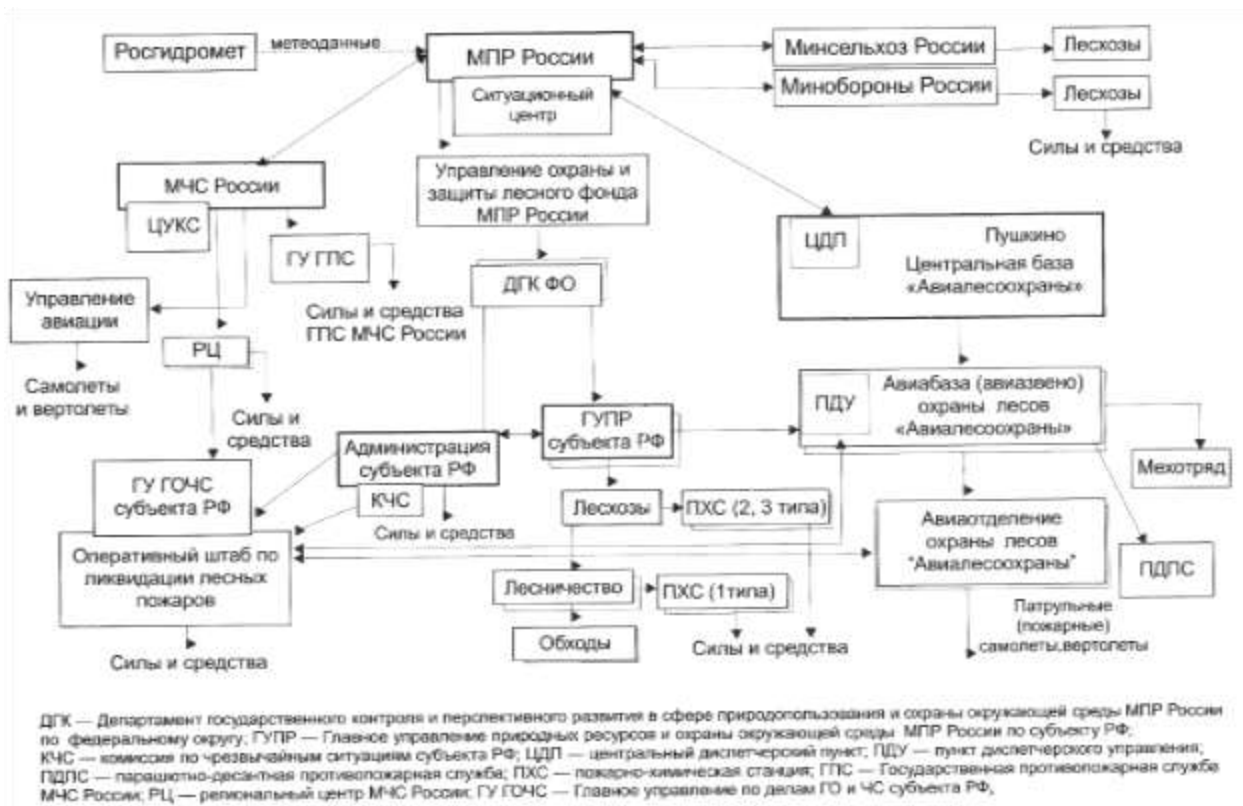 Росгидромет
метеоданные
МПР России
Ситуационный
центр
Минсельхоз России
Лесхозы
Минобороны России
Лесхозы
Силы и средства
МЧС России
ЦУКС
ГУ ГПС
Силы и средства
ГПС МЧС России
Управление охраны и
защиты лесного фонда
МПР России
ДГК ФО
ЦДП
Пушкино
Центральная база
«Авиалесоохраны»
Управление
авиации
Самолеты
и вертолеты
РЦ
Силы и
средства
ГУПР
субъекта РФ
ПДУ
Авиабаза (авиазвено)
охраны лесов
«Авиалесоохраны»
Мехотряд
Администрация
субъекта РФ
КЧС
Силы и средства
ГУ ГОЧС
субъекта РФ
Оперативный штаб по
ликвидации лесных
пожаров
Силы и средства
Лесхозы
ПХС (2, 3 типа)
Лесничество
ПХС (1типа)
Обходы
Силы и средства
Авиаотделение
охраны лесов
"Авиалесоохраны"
ПДПС
Патрульные
(пожарные)
самолеты,вертолеты
ДГК — Департамент государственного контроля и перспективного развития в сфере природопользования и охраны окружающей среды МПР России
по федеральному округу; ГУПР — Главное управление природных ресурсов и охраны окружающей среды МПР России по субъекту РФ;
КЧС — комиссия по чрезвычайным ситуациям субъекта РФ; ЦДП — центральный диспетчерский пункт; ПДУ — пункт диспетчерского управления;
ПДПС — парашютно-десантная противопожарная служба; ПХС — пожарно-химическая станция; ГПС — Государственная противопожарная служба
МЧС России; РЦ — региональный центр МЧС России; ГУ ГОЧС — Главное управление по делам ГО и ЧС субъекта РФ,